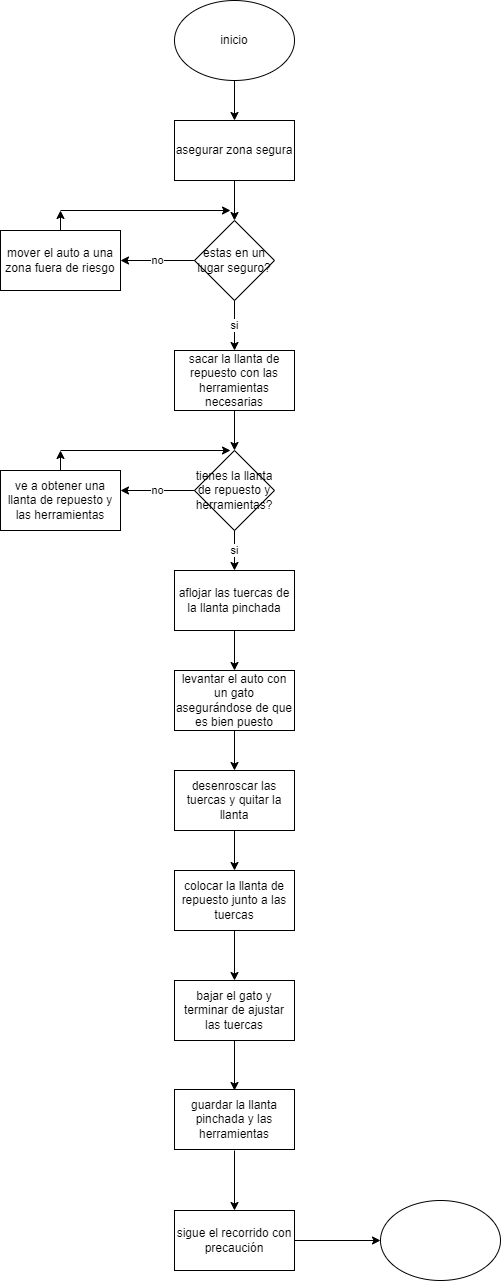 inicio
asegurar zona segura
estas en un
lugar seguro?
no
mover el auto a una
zona fuera de riesgo
si
sacar la llanta de
repuesto con las
herramientas
necesarias
tienes la llanta
de repuesto y
herramientas?
no
ve a obtener una
llanta de repuesto y
las herramientas
si
aflojar las tuercas de
la llanta pinchada
levantar el auto con
un gato
asegurándose de que
es bien puesto
desenroscar las
tuercas y quitar la
llanta
colocar la llanta de
repuesto junto a las
tuercas
bajar el gato y
terminar de ajustar
las tuercas
guardar la llanta
pinchada y las
herramientas
sigue el recorrido con
precaución